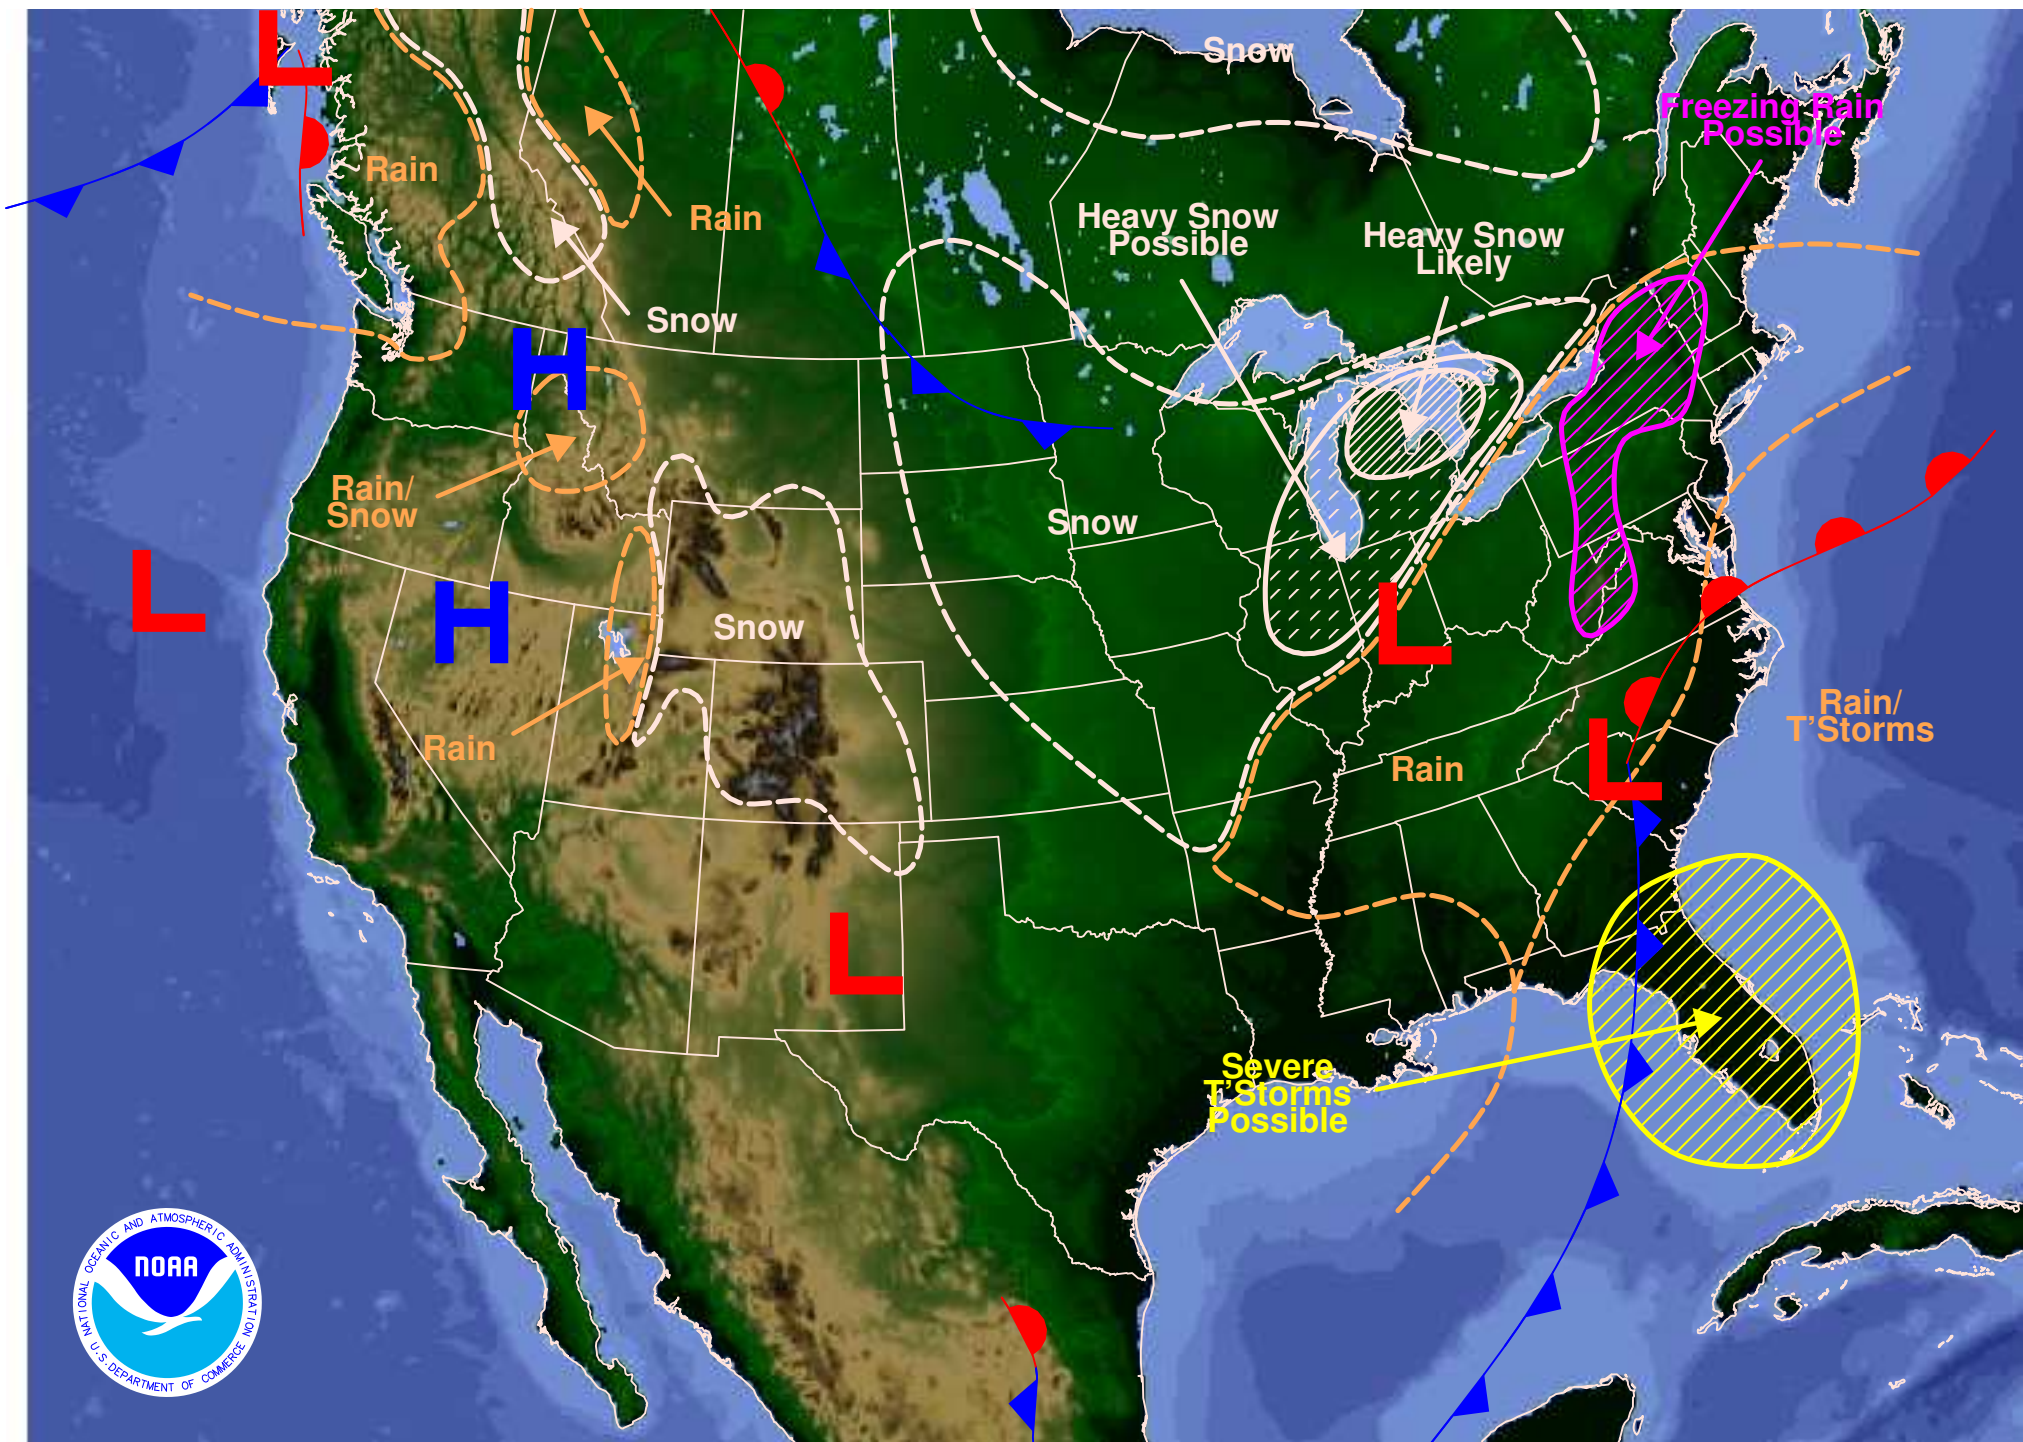 L
Snow
Freezing Rain
Possible
Rain
Rain
Heavy Snow
Possible
Heavy Snow
Likely
Snow
H
Rain/
Snow
Snow
L
H
Snow
L
Rain
Rain
L
Rain/
T'Storms
L
Severe
T'Storms
Possible
NATIONAL OCEANIC AND ATMOSPHERIC ADMINISTRATION
NOAA
U.S. DEPARTMENT OF COMMERCE